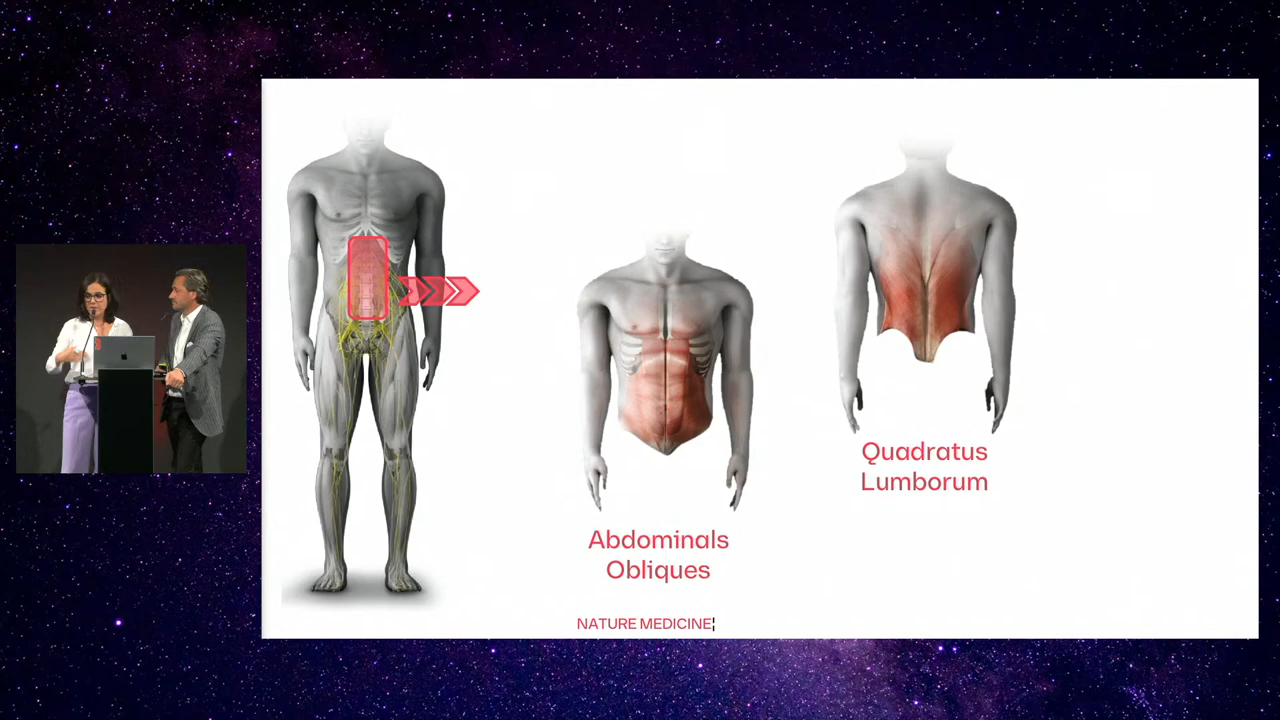 Abdominals
Obliques
Quadratus
Lumborum
NATURE MEDICINE¦